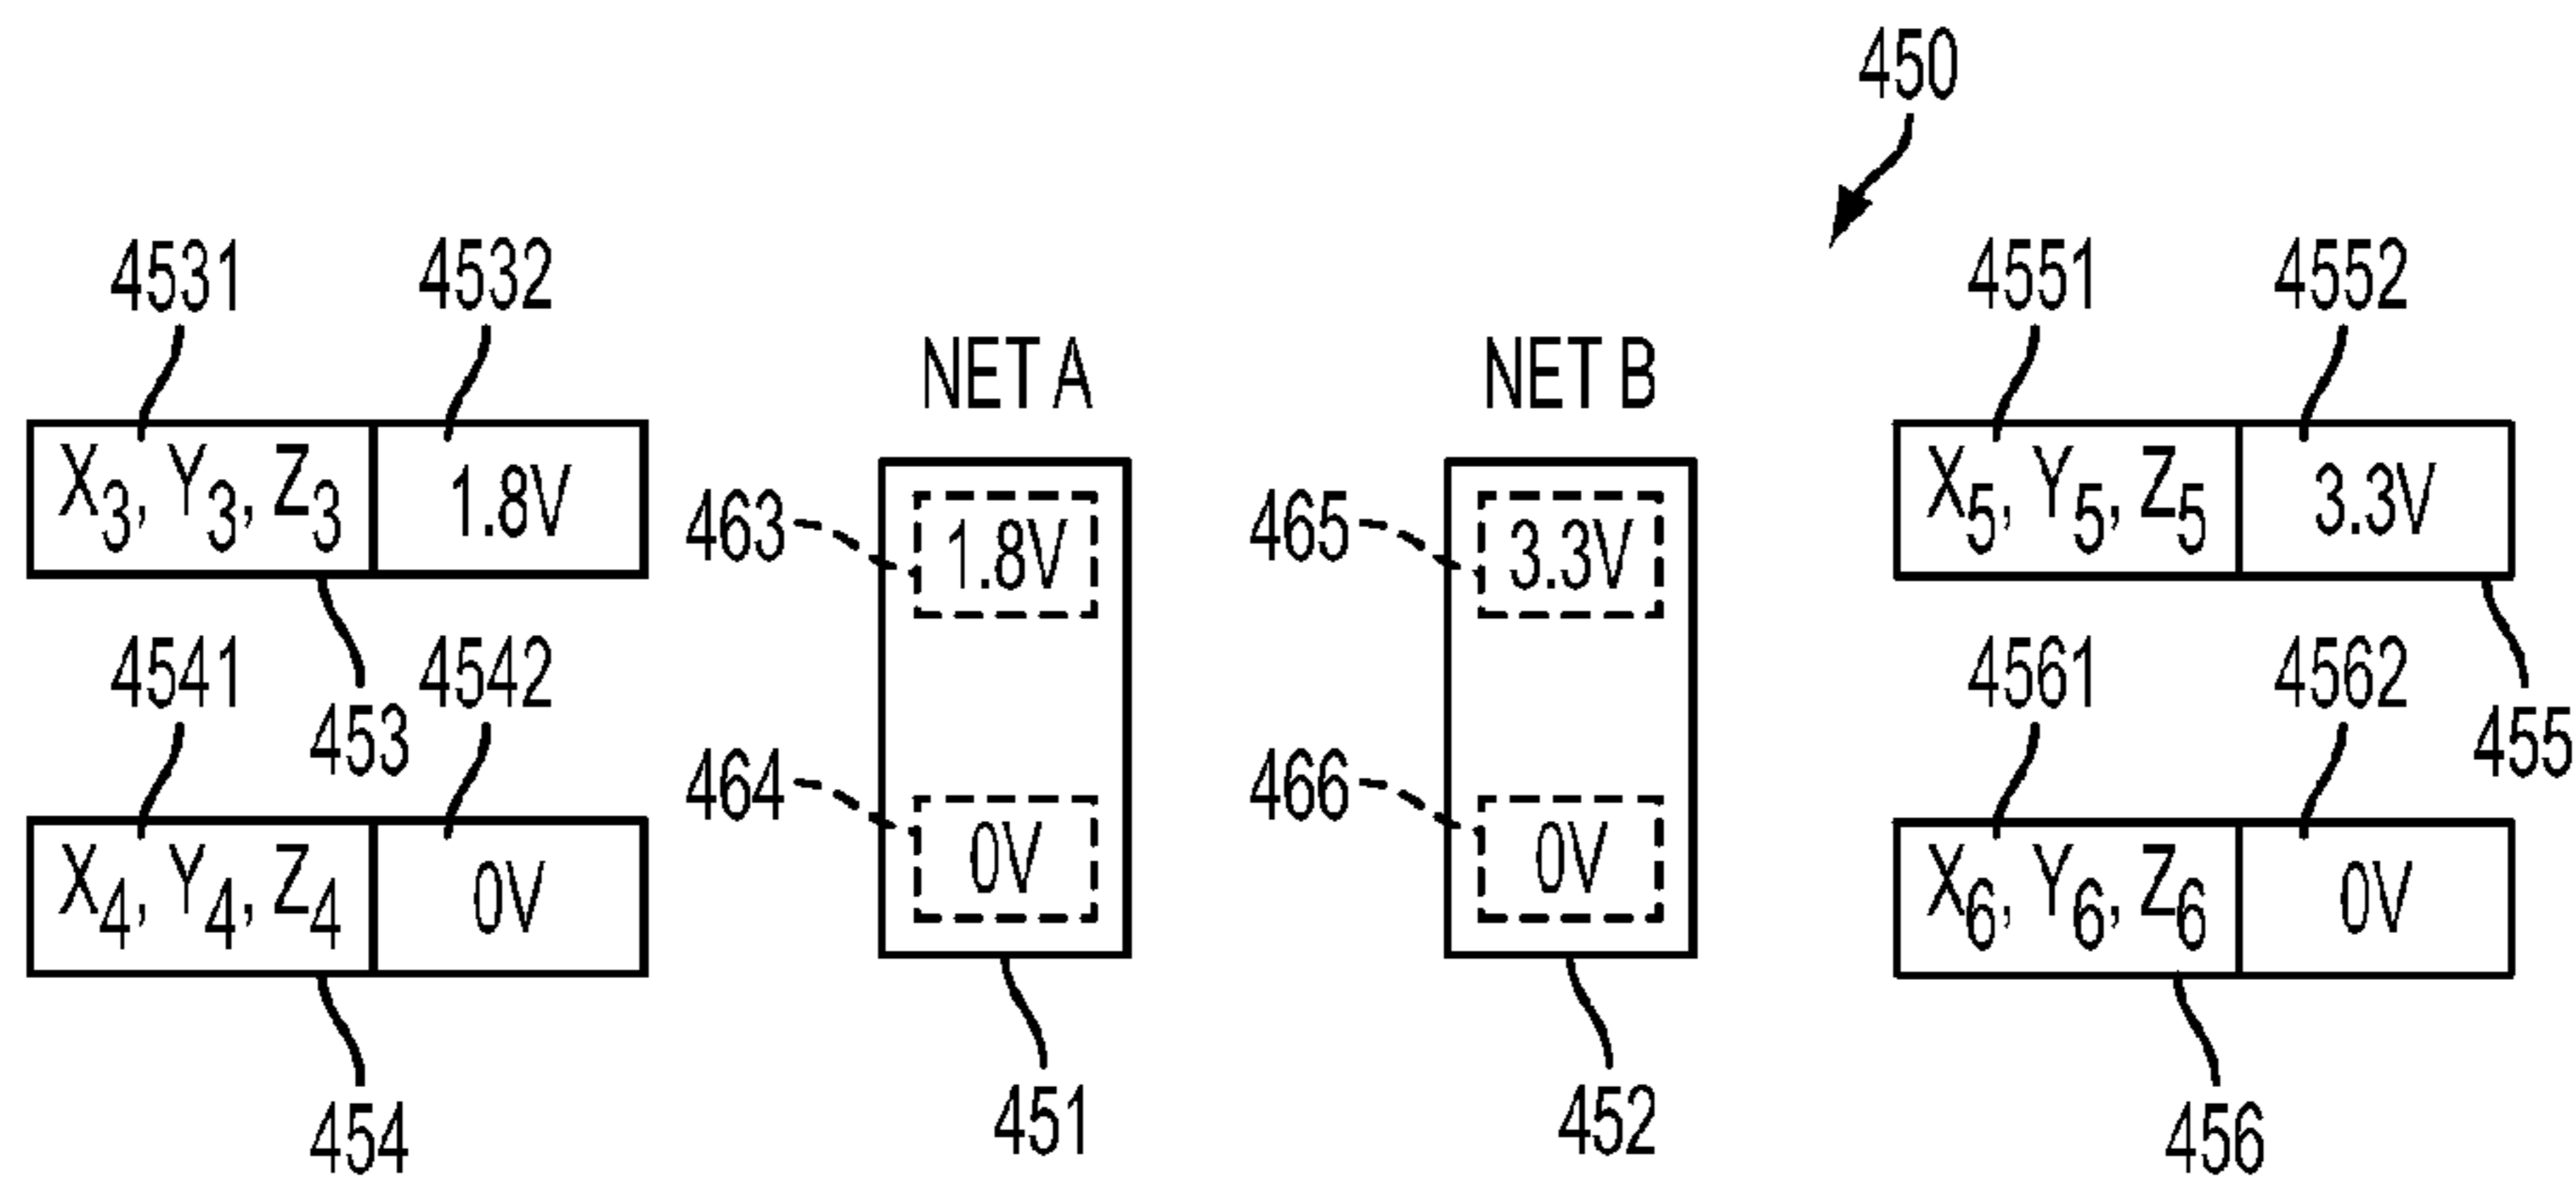 450
4531 4532 4551 4552
NET A NET B
X3, Y3, Z3 1.8V X5, Y5, Z5 3.3V
463 1.8V 465 3.3V
4541 4542 4561 4562
453 455
464 0V 466 0V
X4, Y4, Z4 0V X6, Y6, Z6 0V
454 451 452 456